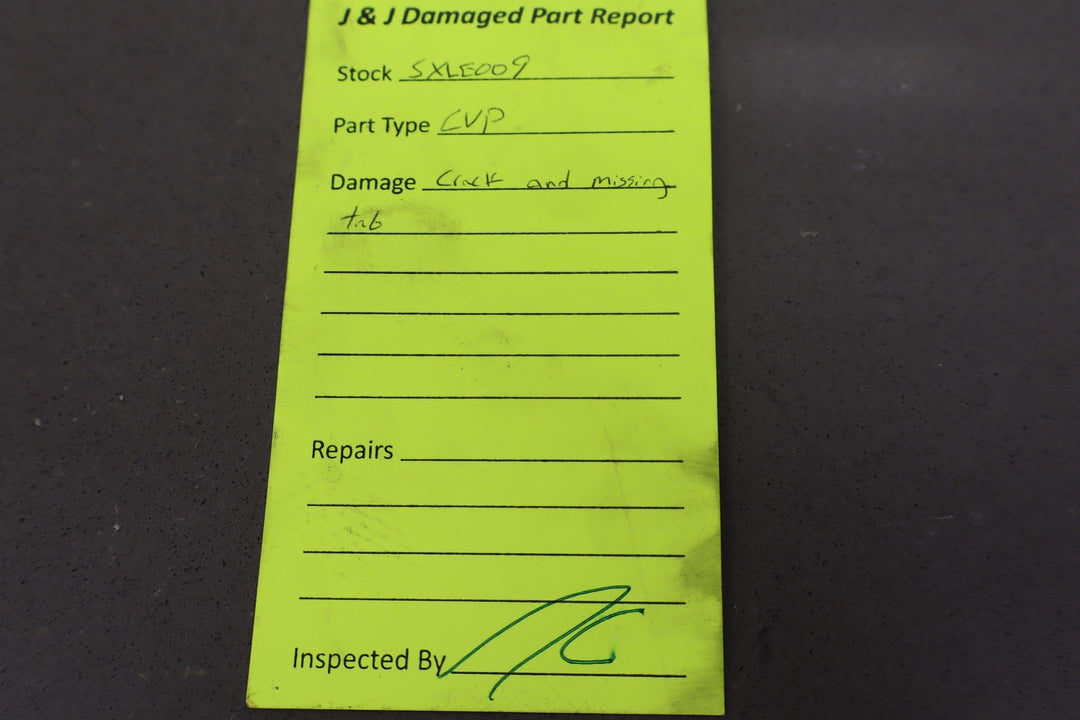 J & J Damaged Part Report
Stock SXLE009
Part Type CVP
Damage Crack and missing
tab
Repairs
Inspected By